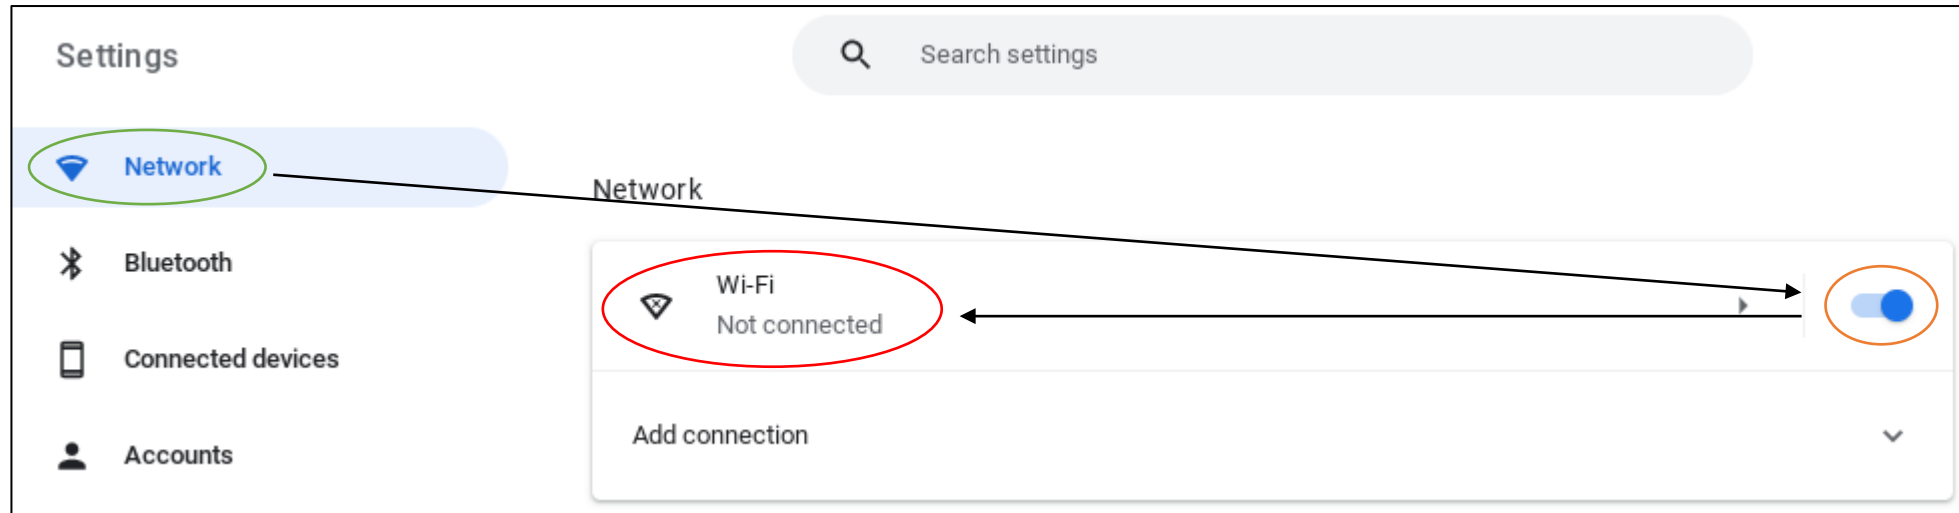 Settings
Search settings
Network
Bluetooth
Connected devices
Accounts
Network
Wi-Fi
Not connected
Add connection